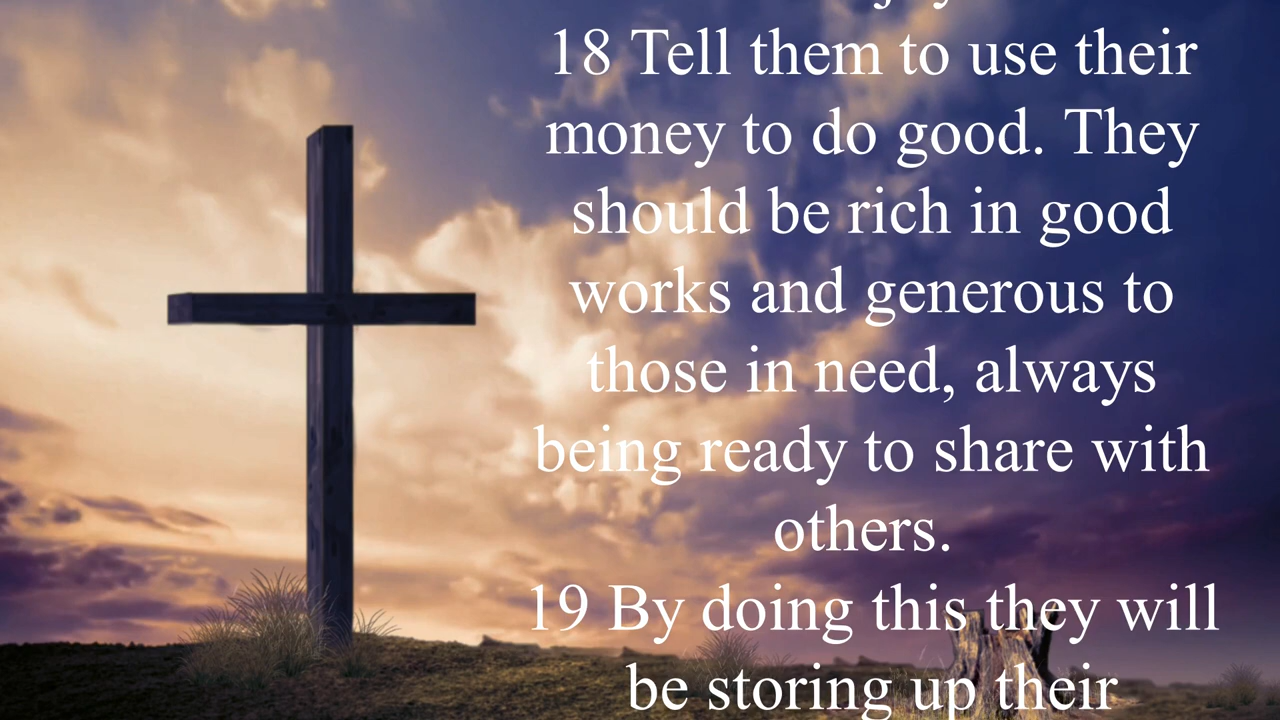 18 Tell them to use their
money to do good. They
should be rich in good
works and generous to
those in need, always
being ready to share with
others.
19 By doing this they will
be storing up their